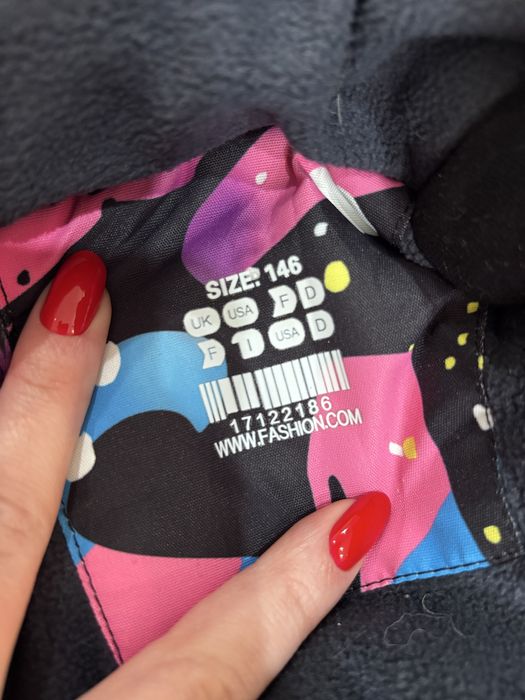 SIZE: 146
UK USA F D
F I USA D
17122186
WWW.FASHION.COM